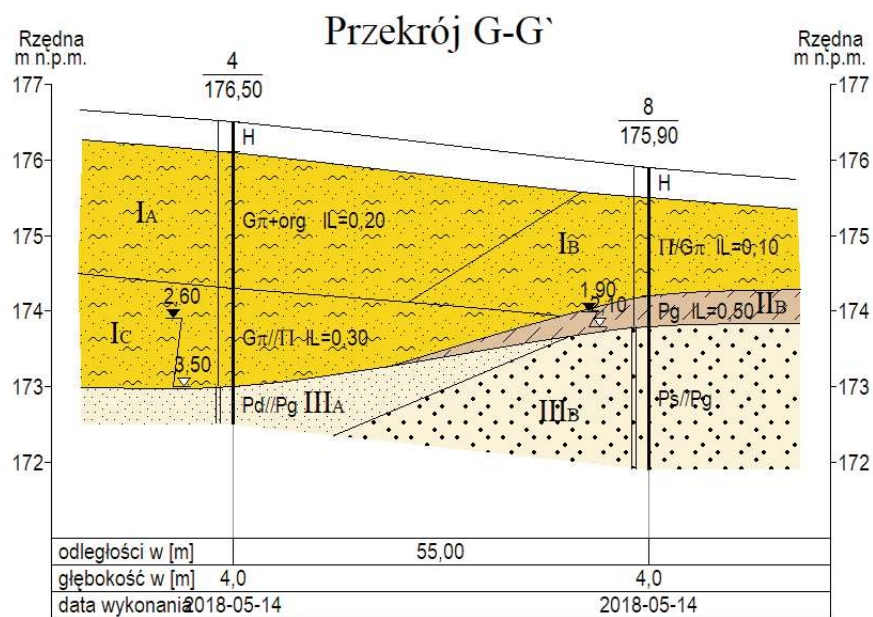 Przekrój G-G`
Rzędna
m n.p.m.
Rzędna
m n.p.m.
4
176,50
8
175,90
177
176
175
174
173
172
177
176
175
174
173
172
H
H
IA
Gπ+org IL=0,20
IB
Π/Gπ IL=0,10
1,90
2,10
IIB
Pg IL=0,50
2,60
IC
Gπ//Π IL=0,30
3,50
Pd//Pg IIIA
IIIB
Ps//Pg
odległości w [m] 55,00
głębokość w [m] 4,0 4,0
data wykonania 2018-05-14 2018-05-14